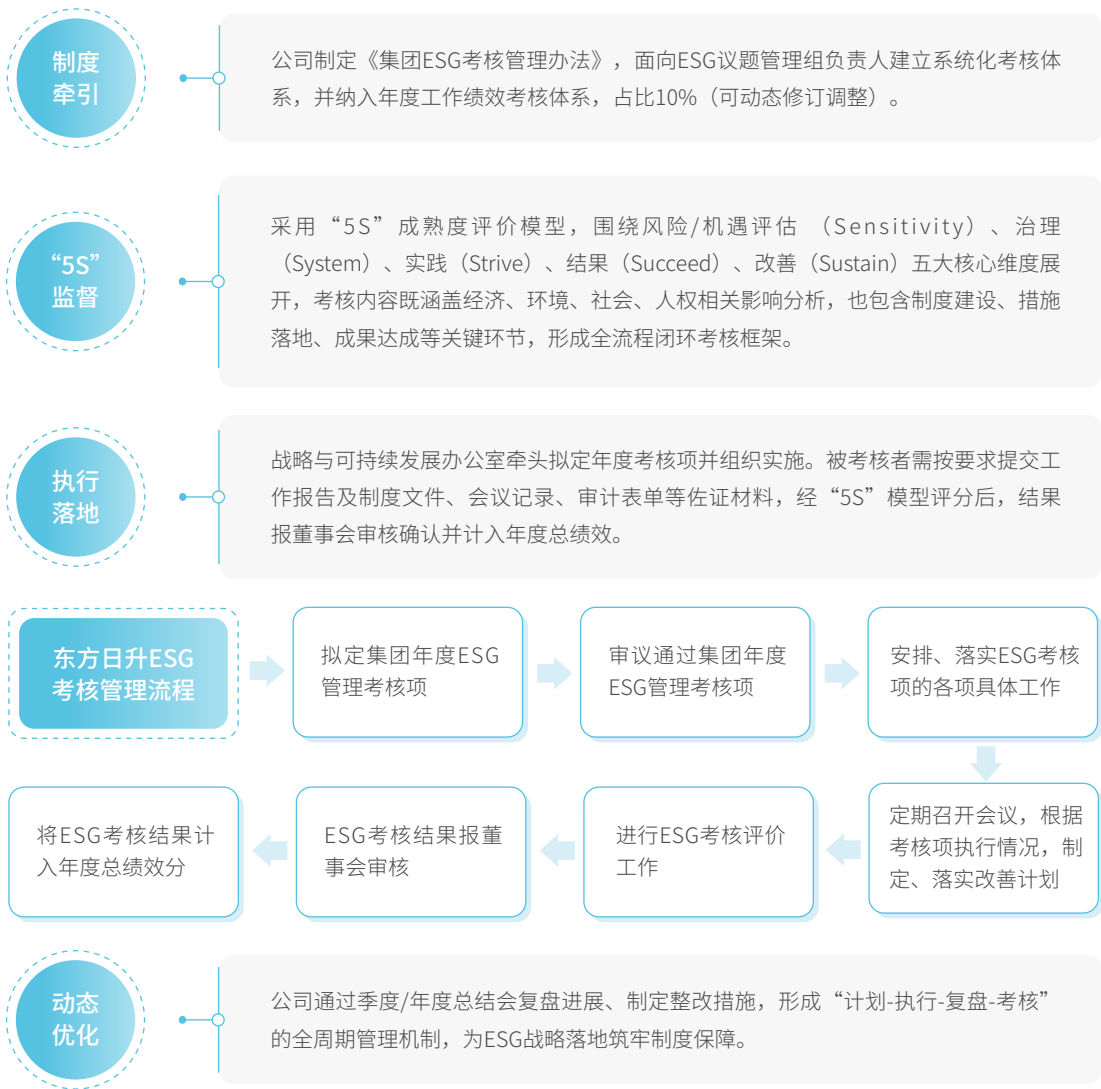 制度
牵引
公司制定《集团ESG考核管理办法》，面向ESG议题管理组负责人建立系统化考核体
系，并纳入年度工作绩效考核体系，占比10%（可动态修订调整）。
“5S”
监督
采用“5S”成熟度评价模型，围绕风险/机遇评估 （Sensitivity）、治理
（System）、实践（Strive）、结果（Succeed）、改善（Sustain）五大核心维度展
开，考核内容既涵盖经济、环境、社会、人权相关影响分析，也包含制度建设、措施
落地、成果达成等关键环节，形成全流程闭环考核框架。
执行
落地
战略与可持续发展办公室牵头拟定年度考核项并组织实施。被考核者需按要求提交工
作报告及制度文件、会议记录、审计表单等佐证材料，经“5S”模型评分后，结果
报董事会审核确认并计入年度总绩效。
东方日升ESG
考核管理流程
拟定集团年度ESG
管理考核项
审议通过集团年度
ESG管理考核项
安排、落实ESG考核
项的各项具体工作
定期召开会议，根据
考核项执行情况，制
定、落实改善计划
进行ESG考核评价
工作
ESG考核结果报董
事会审核
将ESG考核结果计
入年度总绩效分
动态
优化
公司通过季度/年度总结会复盘进展、制定整改措施，形成“计划-执行-复盘-考核”
的全周期管理机制，为ESG战略落地筑牢制度保障。